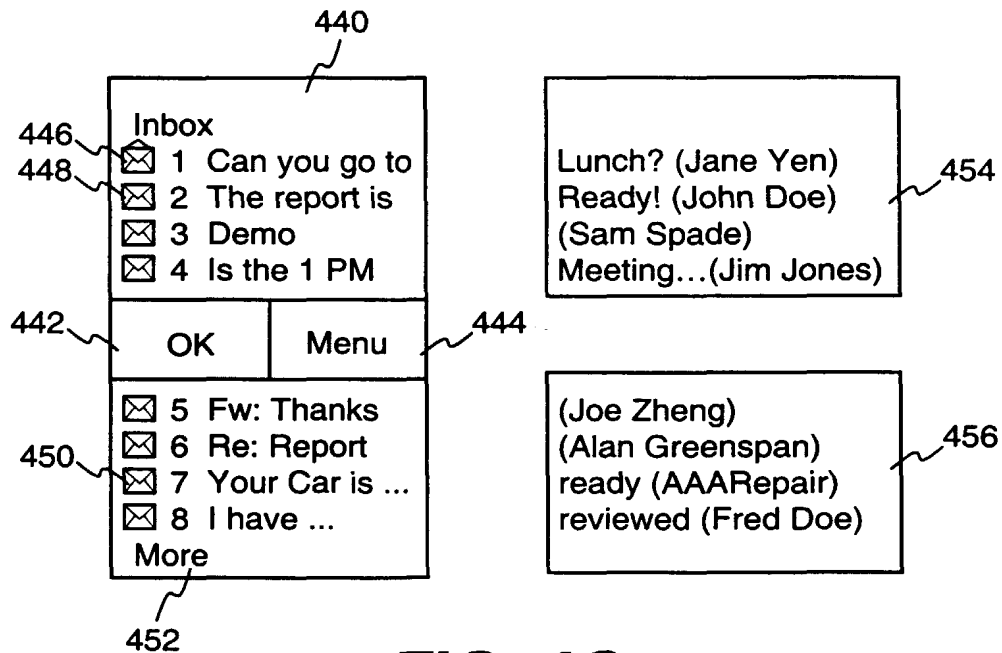 440
Inbox
446
1 Can you go to
448
2 The report is
3 Demo
4 Is the 1 PM
442
OK
Menu
444
5 Fw: Thanks
6 Re: Report
450
7 Your Car is ...
8 I have ...
More
452
Lunch? (Jane Yen)
Ready! (John Doe)
(Sam Spade)
Meeting...(Jim Jones)
454
(Joe Zheng)
(Alan Greenspan)
ready (AAARepair)
reviewed (Fred Doe)
456